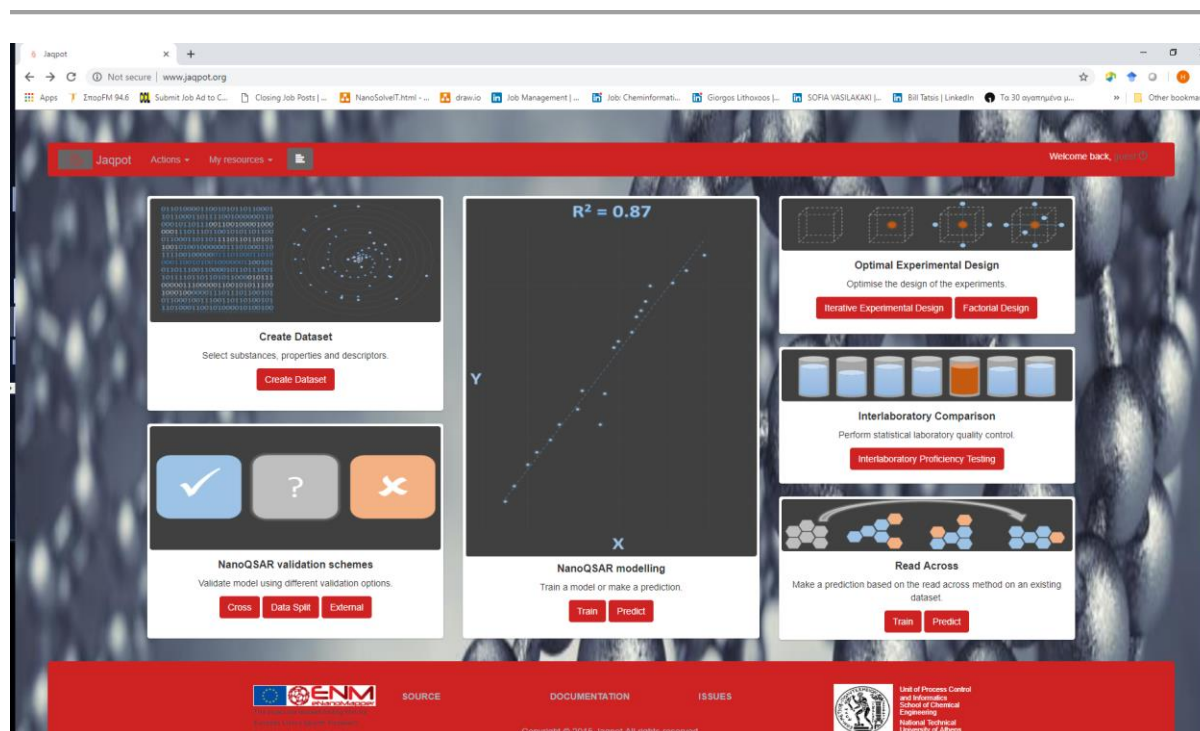 Jaqpot
Not secure | www.jaqpot.org
Apps
ΣπορFM 94.6
Submit Job Ad to C...
Closing Job Posts | ...
NanoSolveIT.html - ...
draw.io
Job Management | ...
Job: Cheminformati...
Giorgos Lithoxoos |...
SOFIA VASILAKAKI |...
Bill Tatsis | LinkedIn
Τα 30 αγαπημένα μ...
»
Other bookmar
Jaqpot
Actions
My resources
Welcome back, guest
Create Dataset
Select substances, properties and descriptors.
Create Dataset
?
NanoQSAR validation schemes
Validate model using different validation options.
Cross
Data Split
External
R² = 0.87
Y
X
NanoQSAR modelling
Train a model or make a prediction.
Train
Predict
Optimal Experimental Design
Optimise the design of the experiments.
Iterative Experimental Design
Factorial Design
Interlaboratory Comparison
Perform statistical laboratory quality control.
Interlaboratory Proficiency Testing
Read Across
Make a prediction based on the read across method on an existing
dataset.
Train
Predict
ENM
eNanoMapper
SOURCE
DOCUMENTATION
ISSUES
Unit of Process Control
and Informatics
School of Chemical
Engineering
National Technical
University of Athens